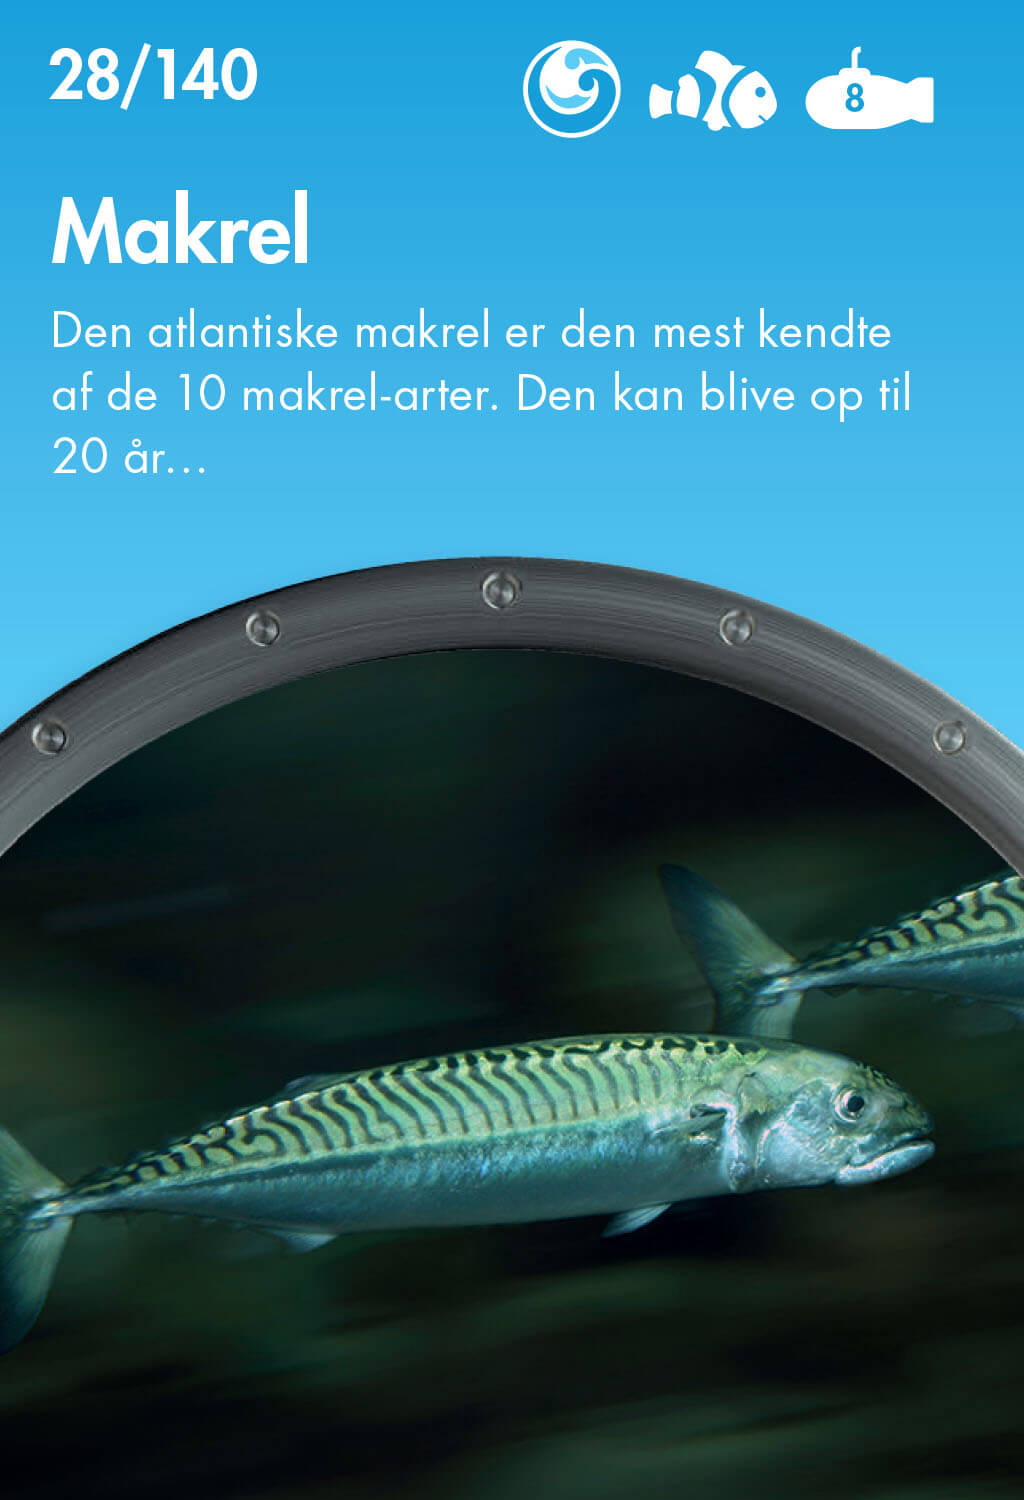 28/140
8
Makrel
Den atlantiske makrel er den mest kendte
af de 10 makrel-arter. Den kan blive op til
20 år...